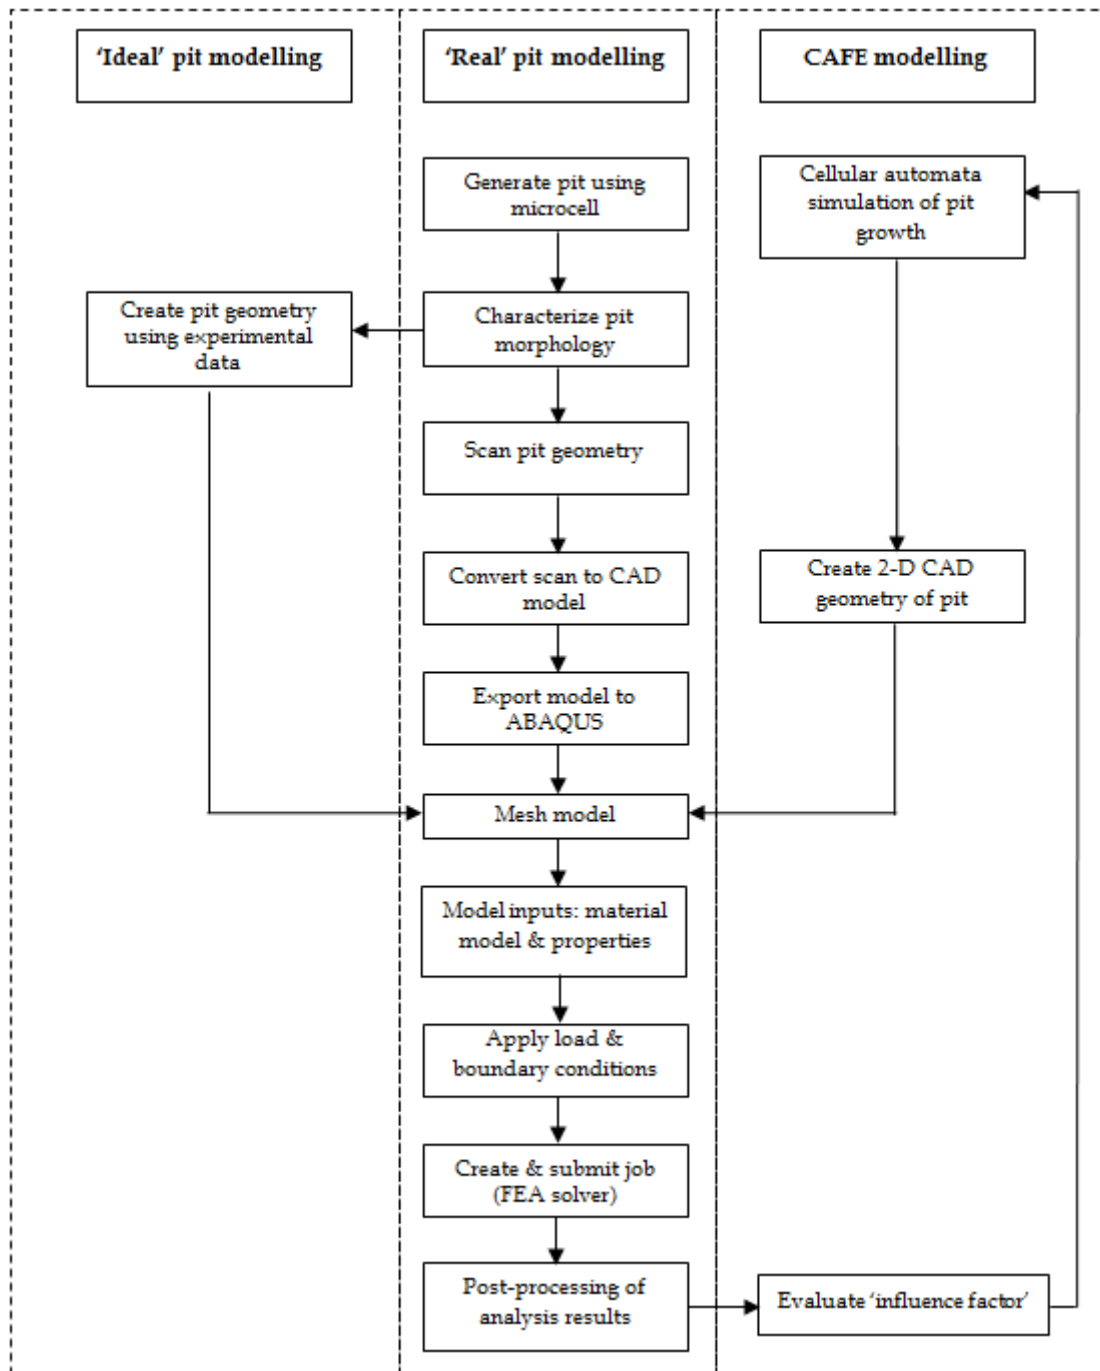 ‘Ideal’ pit modelling
‘Real’ pit modelling
CAFE modelling
Generate pit using
microcell
Cellular automata
simulation of pit
growth
Create pit geometry
using experimental
data
Characterize pit
morphology
Scan pit geometry
Convert scan to CAD
model
Create 2-D CAD
geometry of pit
Export model to
ABAQUS
Mesh model
Model inputs: material
model & properties
Apply load &
boundary conditions
Create & submit job
(FEA solver)
Post-processing of
analysis results
Evaluate ‘influence factor’